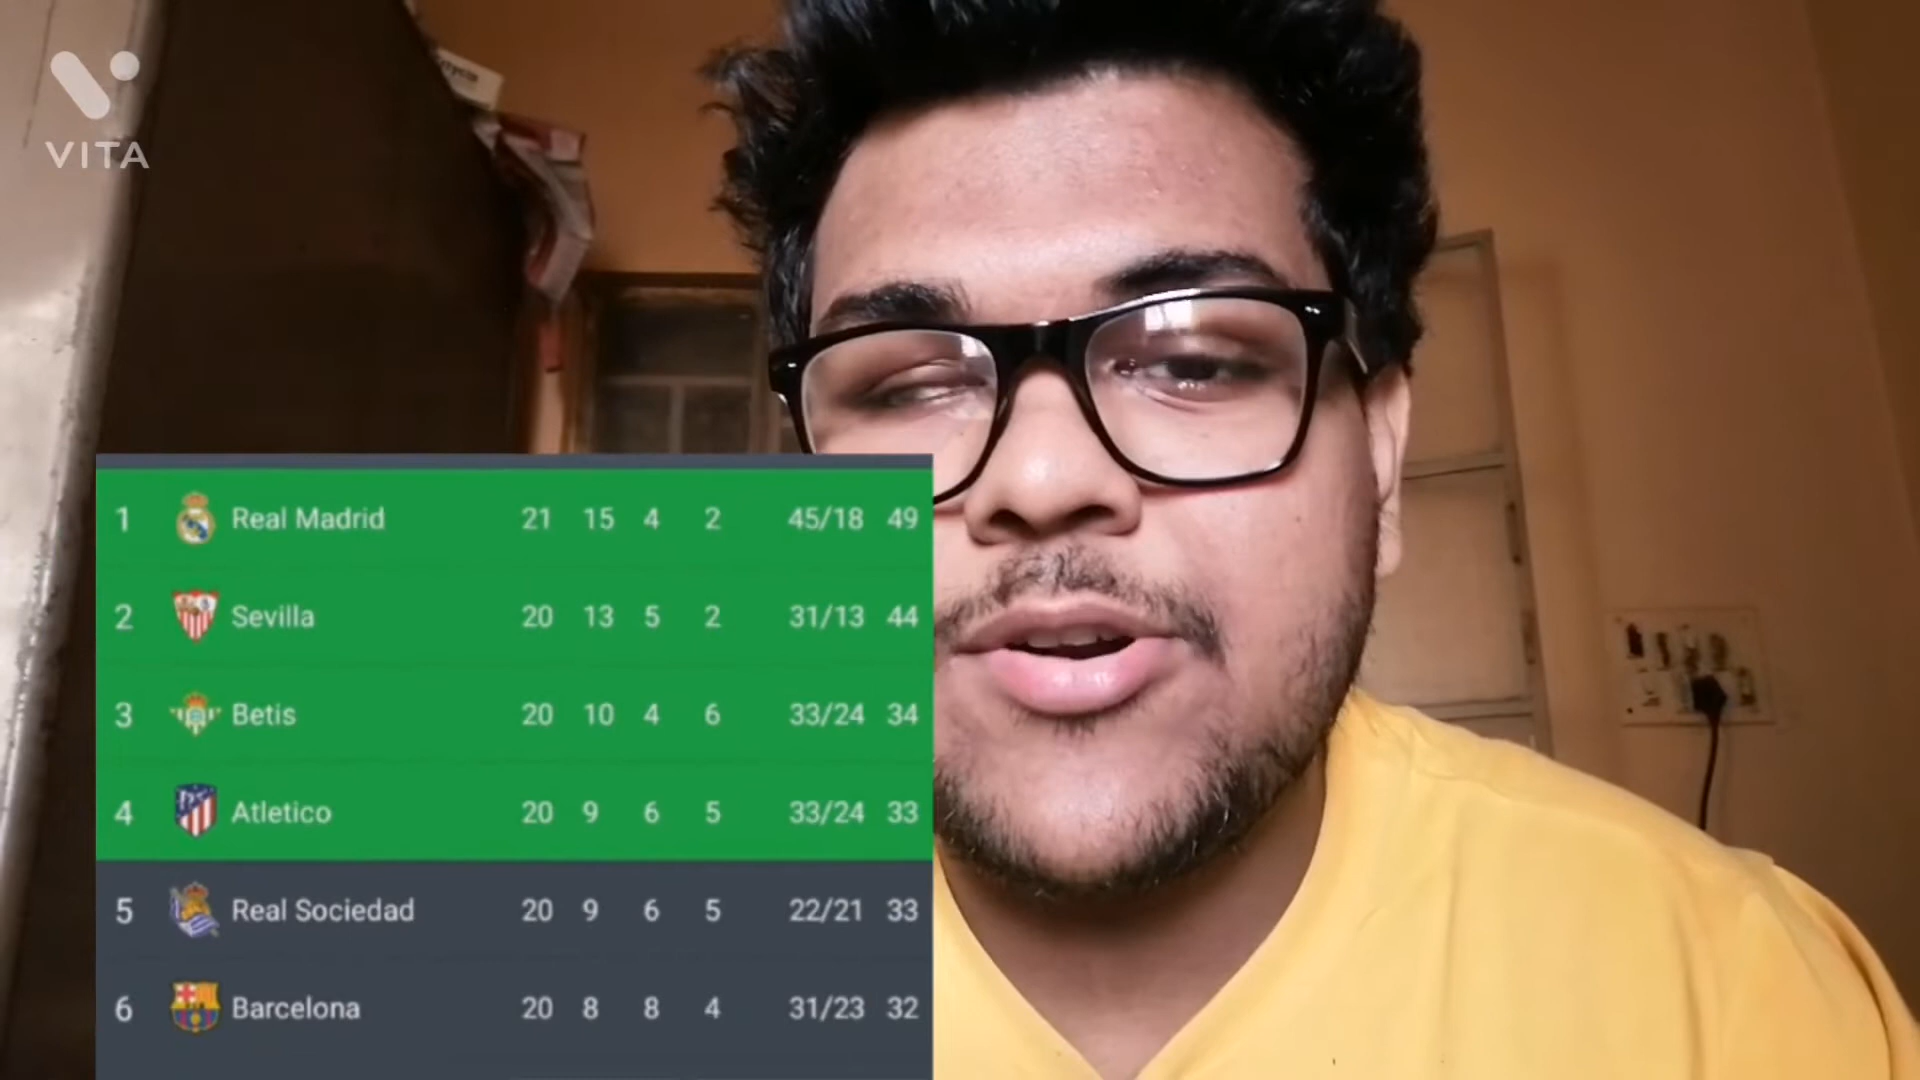 VITA
1 Real Madrid 21 15 4 2 45/18 49
2 Sevilla 20 13 5 2 31/13 44
3 Betis 20 10 4 6 33/24 34
4 Atletico 20 9 6 5 33/24 33
5 Real Sociedad 20 9 6 5 22/21 33
6 Barcelona 20 8 8 4 31/23 32